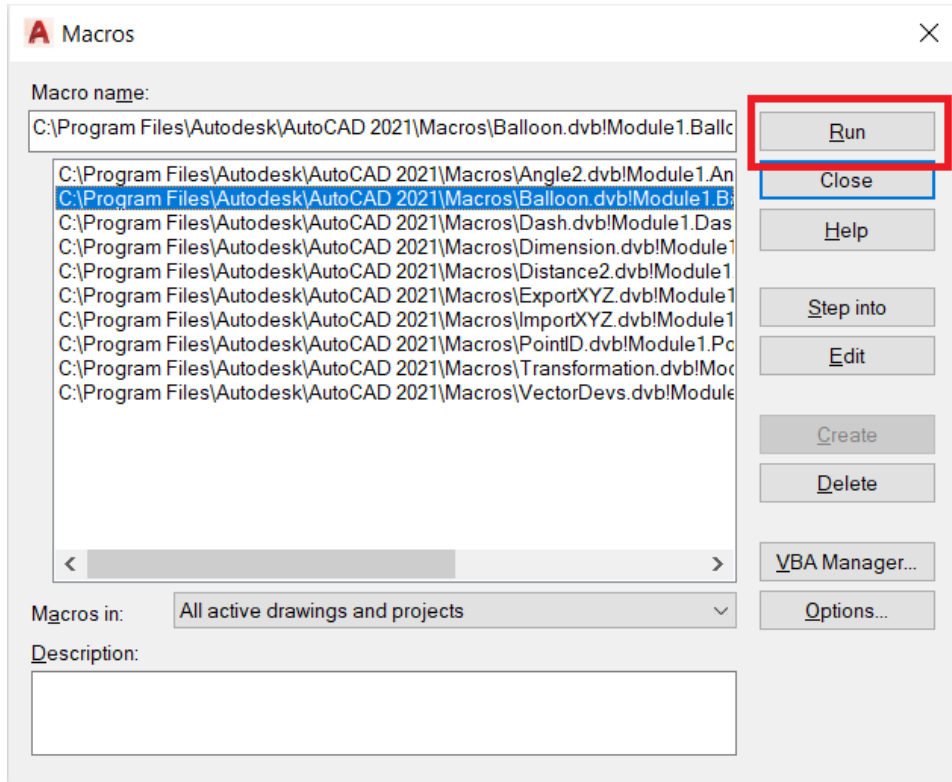 Macros
Macro name:
C:\Program Files\Autodesk\AutoCAD 2021\Macros\Balloon.dvb!Module1.Ballo
Run
C:\Program Files\Autodesk\AutoCAD 2021\Macros\Angle2.dvb!Module1.An
C:\Program Files\Autodesk\AutoCAD 2021\Macros\Balloon.dvb!Module1.Ba
C:\Program Files\Autodesk\AutoCAD 2021\Macros\Dash.dvb!Module1.Das
C:\Program Files\Autodesk\AutoCAD 2021\Macros\Dimension.dvb!Module1
C:\Program Files\Autodesk\AutoCAD 2021\Macros\Distance2.dvb!Module1.
C:\Program Files\Autodesk\AutoCAD 2021\Macros\ExportXYZ.dvb!Module1
C:\Program Files\Autodesk\AutoCAD 2021\Macros\ImportXYZ.dvb!Module1
C:\Program Files\Autodesk\AutoCAD 2021\Macros\PointID.dvb!Module1.Po
C:\Program Files\Autodesk\AutoCAD 2021\Macros\Transformation.dvb!Mod
C:\Program Files\Autodesk\AutoCAD 2021\Macros\VectorDevs.dvb!Module
Close
Help
Step into
Edit
Create
Delete
VBA Manager...
Options...
Macros in:
All active drawings and projects
Description: